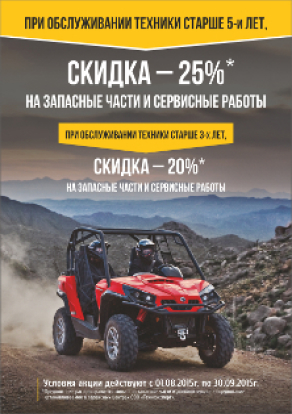 ПРИ ОБСЛУЖИВАНИИ ТЕХНИКИ СТАРШЕ 5-и ЛЕТ,
СКИДКА – 25%*
НА ЗАПАСНЫЕ ЧАСТИ И СЕРВИСНЫЕ РАБОТЫ
ПРИ ОБСЛУЖИВАНИИ ТЕХНИКИ СТАРШЕ 3-х ЛЕТ,
СКИДКА – 20%*
НА ЗАПАСНЫЕ ЧАСТИ И СЕРВИСНЫЕ РАБОТЫ
Условия акции действуют с 01.08.2015г. по 30.09.2015г.